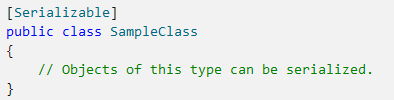 [Serializable]
public class SampleClass
{
    // Objects of this type can be serialized.
}